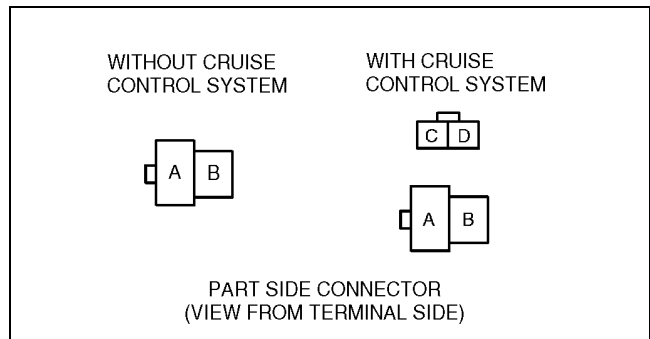 WITHOUT CRUISE
CONTROL SYSTEM
A B
WITH CRUISE
CONTROL SYSTEM
C D
A B
PART SIDE CONNECTOR
(VIEW FROM TERMINAL SIDE)